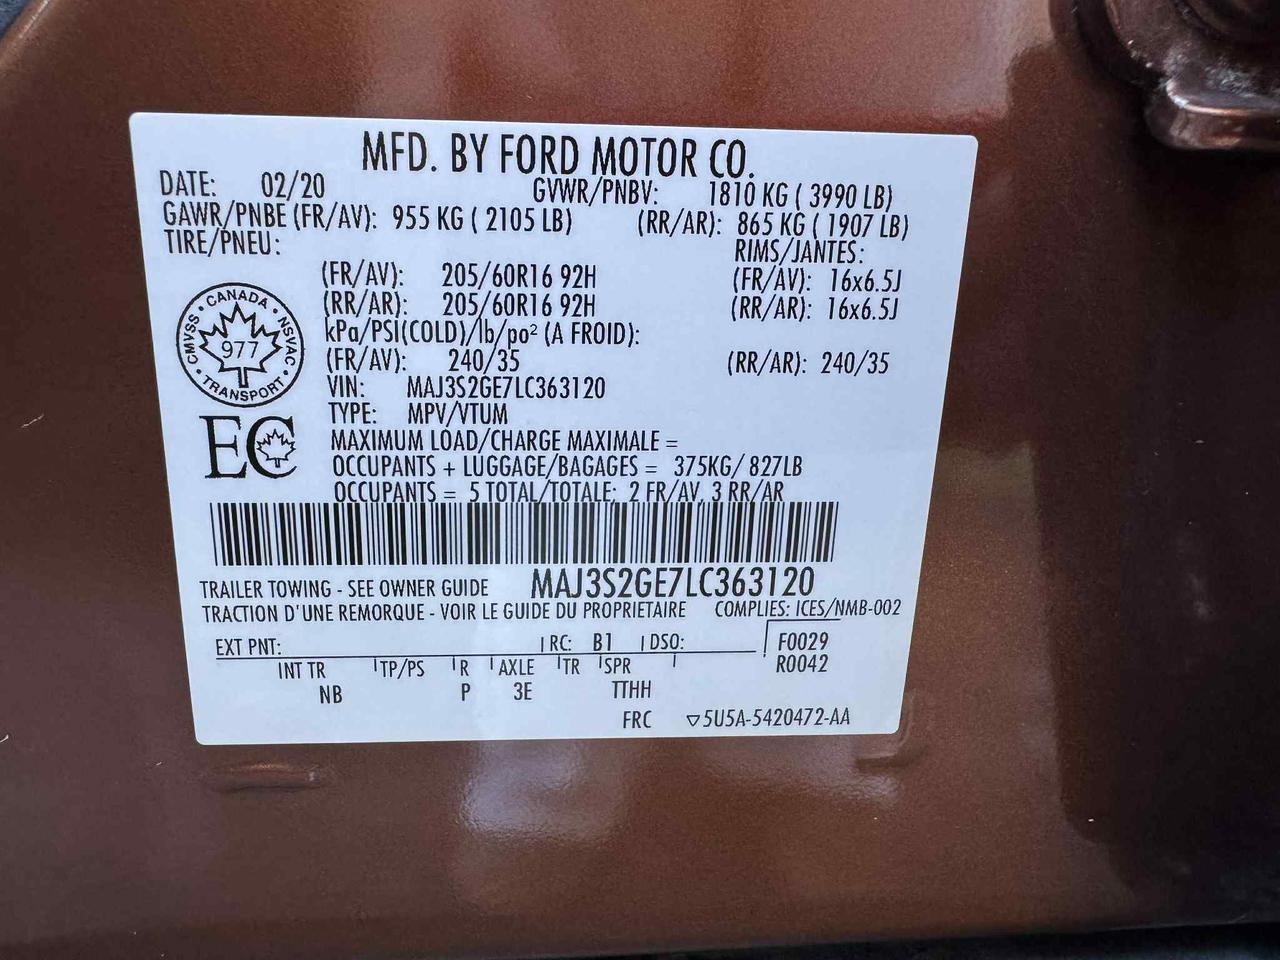 MFD. BY FORD MOTOR CO.
DATE: 02/20 GVWR/PNBV: 1810 KG ( 3990 LB)
GAWR/PNBE (FR/AV): 955 KG ( 2105 LB) (RR/AR): 865 KG ( 1907 LB)
TIRE/PNEU: RIMS/JANTES:
(FR/AV): 205/60R16 92H (FR/AV): 16x6.5J
(RR/AR): 205/60R16 92H (RR/AR): 16x6.5J
kPa/PSI(COLD)/lb/po² (A FROID):
(FR/AV): 240/35 (RR/AR): 240/35
CANADA • NSVAC • TRANSPORT • CMVSS •
977
VIN: MAJ3S2GE7LC363120
TYPE: MPV/VTUM
EC
MAXIMUM LOAD/CHARGE MAXIMALE =
OCCUPANTS + LUGGAGE/BAGAGES = 375KG/ 827LB
OCCUPANTS = 5 TOTAL/TOTALE: 2 FR/AV, 3 RR/AR
TRAILER TOWING - SEE OWNER GUIDE MAJ3S2GE7LC363120
TRACTION D'UNE REMORQUE - VOIR LE GUIDE DU PROPRIETAIRE COMPLIES: ICES/NMB-002
EXT PNT: RC: B1 DSO: F0029
INT TR TP/PS R AXLE TR SPR R0042
NB P 3E TTHH
FRC ▽5U5A-5420472-AA